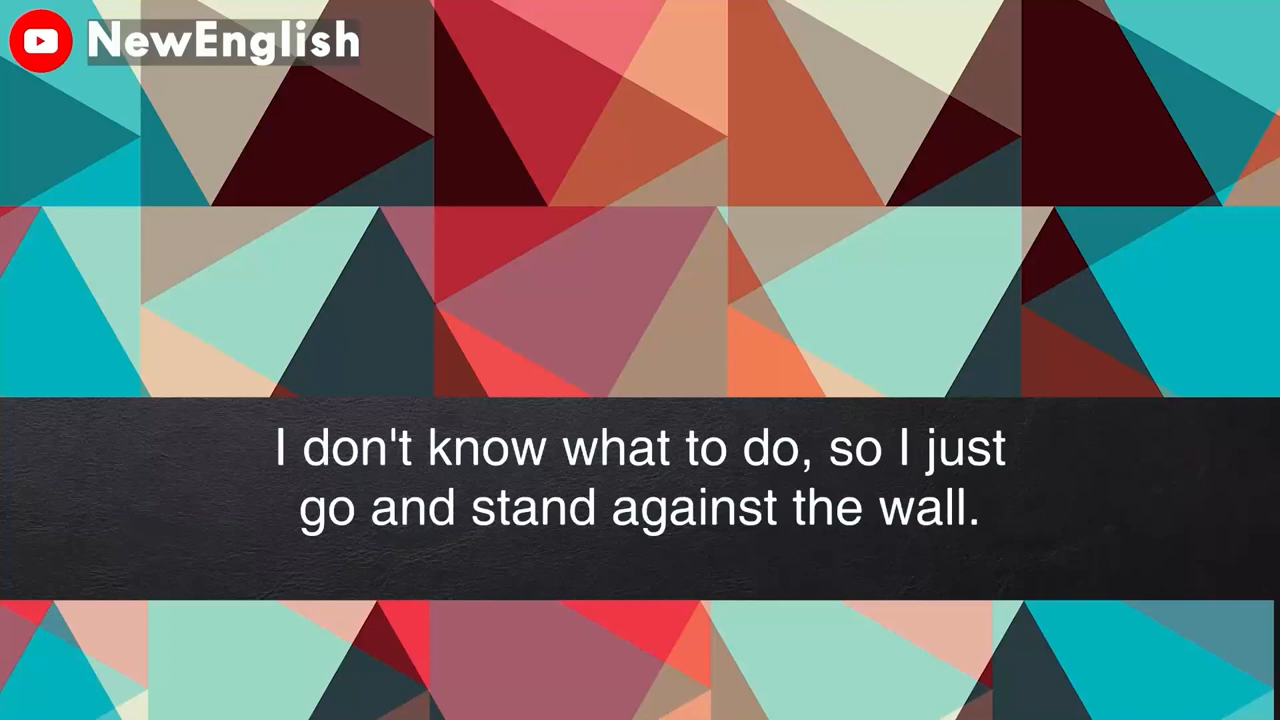 NewEnglish
I don't know what to do, so I just
go and stand against the wall.